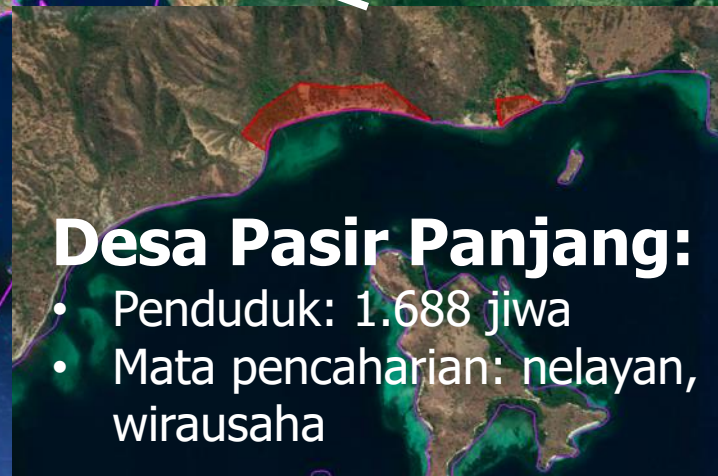 Desa Pasir Panjang:
• Penduduk: 1.688 jiwa
• Mata pencaharian: nelayan,
wirausaha